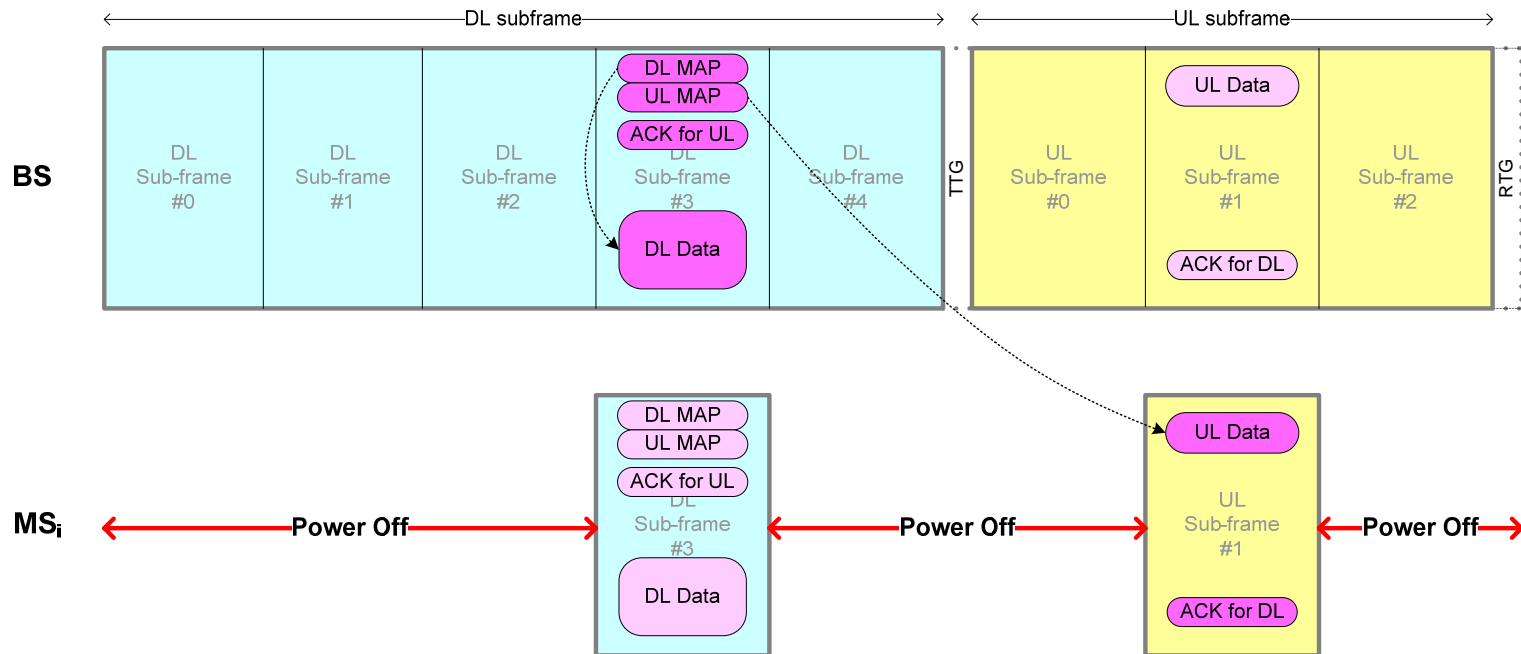 DL subframe
UL subframe
BS
DL
Sub-frame
#0
DL
Sub-frame
#1
DL
Sub-frame
#2
DL MAP
UL MAP
ACK for UL
DL
Sub-frame
#3
DL Data
DL
Sub-frame
#4
TTG
UL
Sub-frame
#0
UL Data
UL
Sub-frame
#1
ACK for DL
UL
Sub-frame
#2
RTG
MSi
Power Off
DL MAP
UL MAP
ACK for UL
DL
Sub-frame
#3
DL Data
Power Off
UL Data
UL
Sub-frame
#1
ACK for DL
Power Off